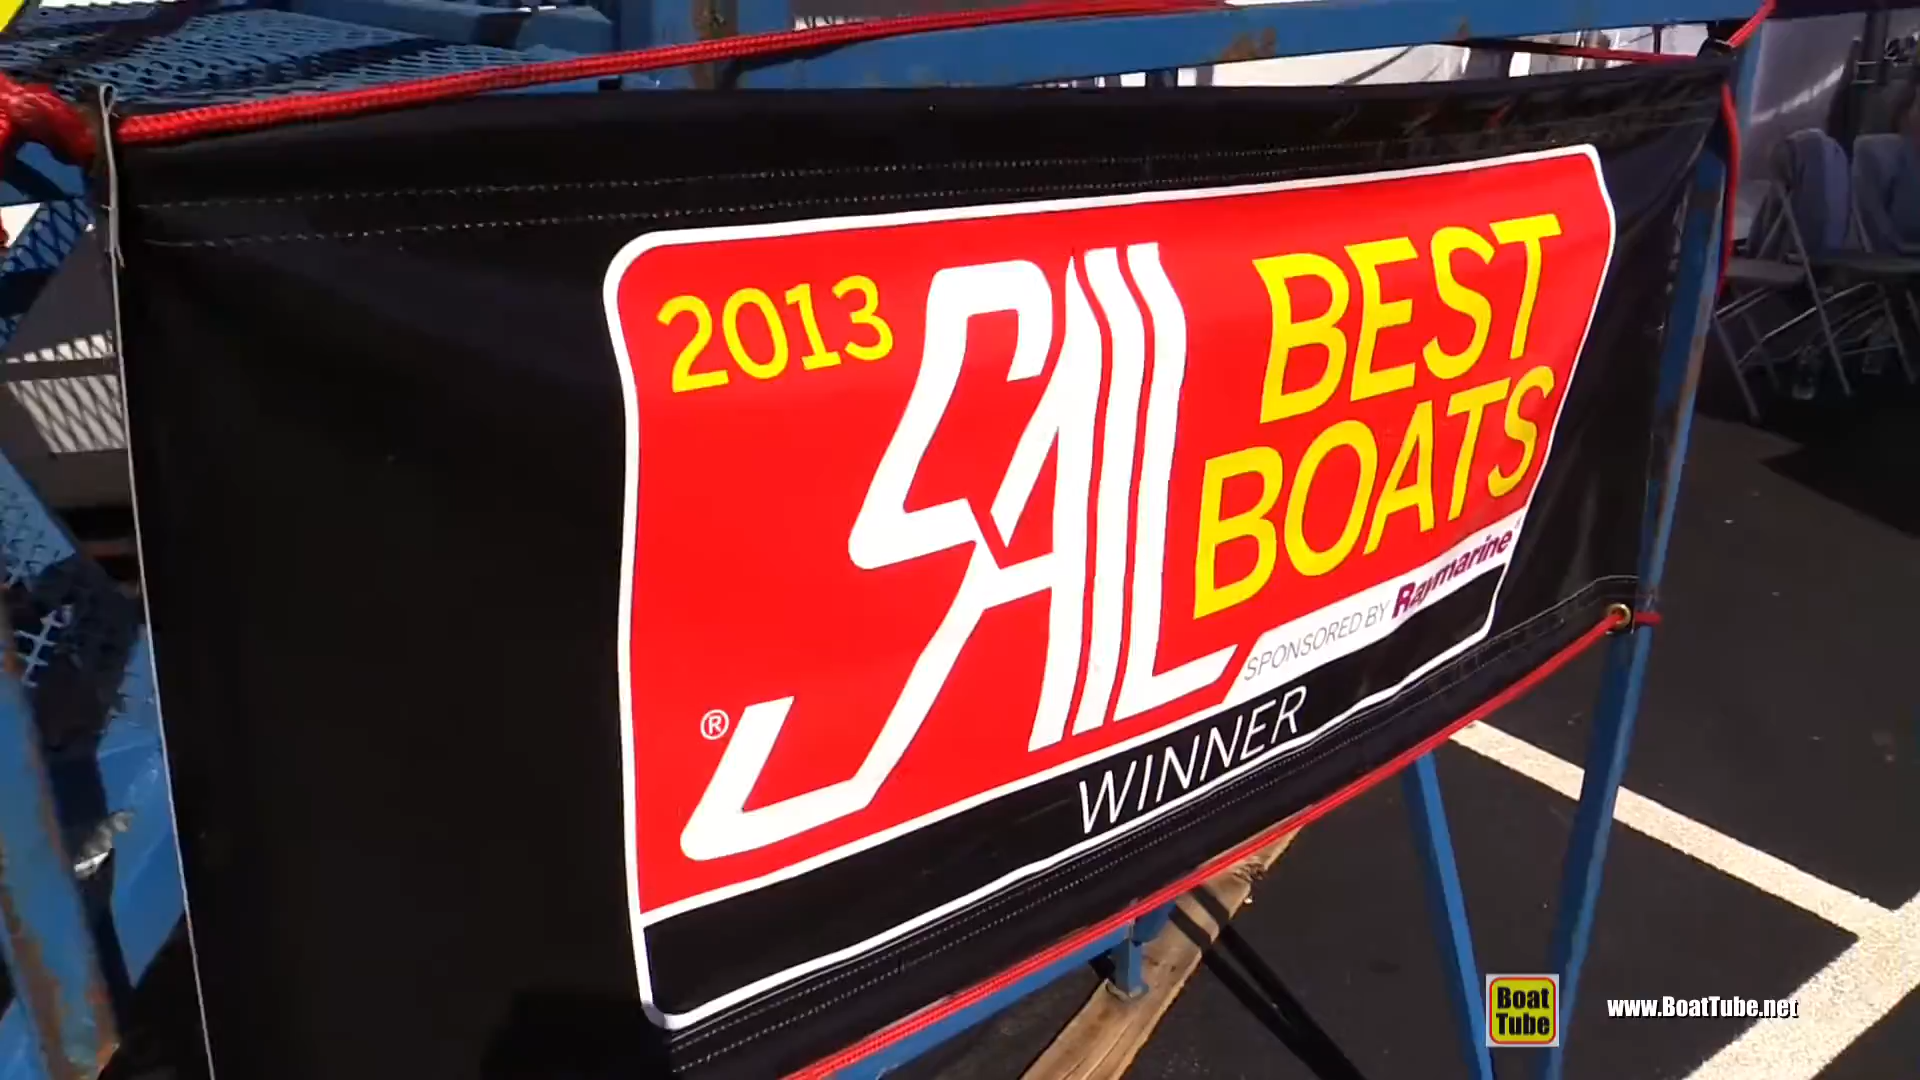 2013
SAIL
®
BEST
BOATS
SPONSORED BY Raymarine®
WINNER
Boat
Tube
www.BoatTube.net